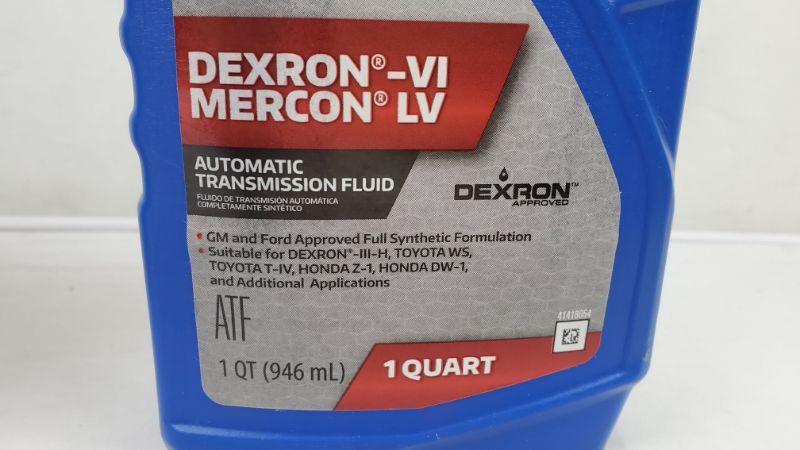 DEXRON®-VI
MERCON® LV
AUTOMATIC
TRANSMISSION FLUID
FLUIDO DE TRANSMISIÓN AUTOMÁTICA
COMPLETAMENTE SINTÉTICO
DEXRON™
APPROVED
• GM and Ford Approved Full Synthetic Formulation
• Suitable for DEXRON®-III-H, TOYOTA WS,
TOYOTA T-IV, HONDA Z-1, HONDA DW-1,
and Additional Applications
ATF
41418054
1 QT (946 mL)
1 QUART